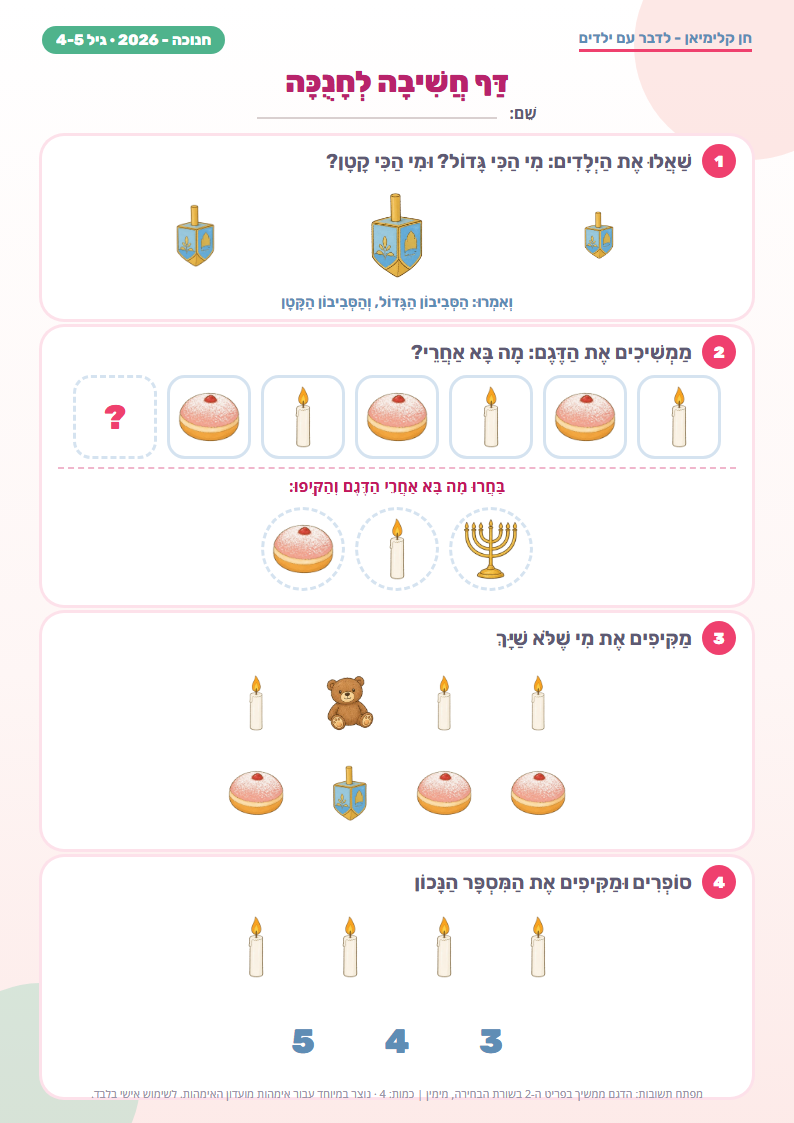 חן קלימיאן - לדבר עם ילדים
חנוכה - 2026 • גיל 4-5
דַּף חֲשִׁיבָה לְחֲנֻכָּה
שֵׁם:
1
שַׁאֲלוּ אֶת הַיְלָדִים: מִי הַכִּי גָּדוֹל? וּמִי הַכִּי קָטָן?
וְאִמְרוּ: הַסְּבִיבוֹן הַגָּדוֹל, וְהַסְּבִיבוֹן הַקָּטָן
2
מַמְשִׁיכִים אֶת הַדֶּגֶם: מָה בָּא אַחֲרֵי?
?
בַּחֲרוּ מַה בָּא אַחֲרֵי הַדֶּגֶם וְהַקִּיפוּ:
3
מַקִּיפִים אֶת מִי שֶׁלֹּא שַׁיָּךְ
4
סוֹפְרִים וּמַקִּיפִים אֶת הַמִּסְפָּר הַנָּכוֹן
3 4 5
מפתח תשובות: הדגם ממשיך בפריט ה-2 בשורת הבחירה, מימין | כמות: 4 · נוצר במיוחד עבור אימהות מועדון האימהות. לשימוש אישי בלבד.